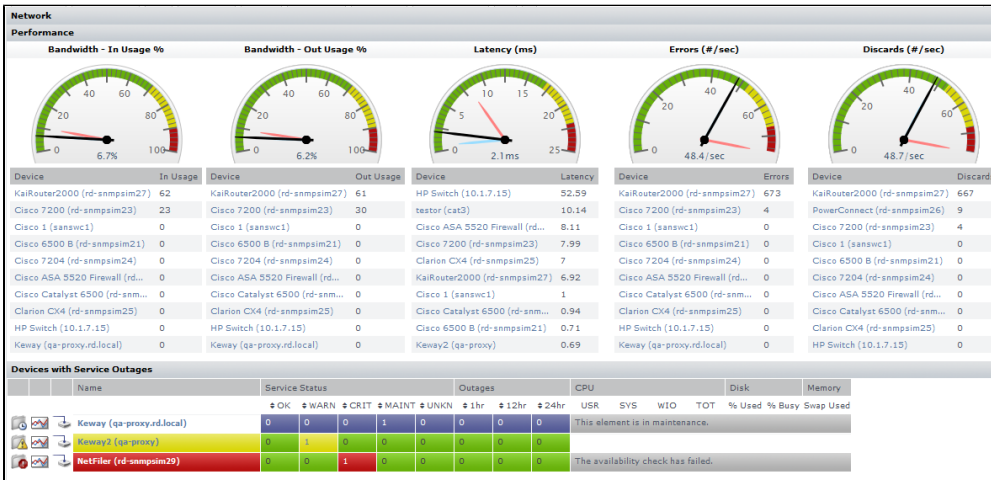 Network
Performance
Bandwidth - In Usage % Bandwidth - Out Usage % Latency (ms) Errors (#/sec) Discards (#/sec)
0 20 40 60 80 100 6.7%
0 20 40 60 80 100 6.2%
0 5 10 15 20 25 2.1ms
0 20 40 60 48.4/sec
0 20 40 60 48.7/sec
Device In Usage Device Out Usage Device Latency Device Errors Device Discard
KaiRouter2000 (rd-snmpsim27) 62 KaiRouter2000 (rd-snmpsim27) 61 HP Switch (10.1.7.15) 52.59 KaiRouter2000 (rd-snmpsim27) 673 KaiRouter2000 (rd-snmpsim27) 667
Cisco 7200 (rd-snmpsim23) 23 Cisco 7200 (rd-snmpsim23) 30 testor (cat3) 10.14 Cisco 7200 (rd-snmpsim23) 4 PowerConnect (rd-snmpsim26) 9
Cisco 1 (sanswc1) 0 Cisco 1 (sanswc1) 0 Cisco ASA 5520 Firewall (rd... 8.11 Cisco 1 (sanswc1) 0 Cisco 7200 (rd-snmpsim23) 4
Cisco 6500 B (rd-snmpsim21) 0 Cisco 6500 B (rd-snmpsim21) 0 Cisco 7200 (rd-snmpsim23) 7.99 Cisco 6500 B (rd-snmpsim21) 0 Cisco 1 (sanswc1) 0
Cisco 7204 (rd-snmpsim24) 0 Cisco 7204 (rd-snmpsim24) 0 Clarion CX4 (rd-snmpsim25) 7 Cisco 7204 (rd-snmpsim24) 0 Cisco 6500 B (rd-snmpsim21) 0
Cisco ASA 5520 Firewall (rd... 0 Cisco ASA 5520 Firewall (rd... 0 KaiRouter2000 (rd-snmpsim27) 6.92 Cisco ASA 5520 Firewall (rd... 0 Cisco 7204 (rd-snmpsim24) 0
Cisco Catalyst 6500 (rd-snm... 0 Cisco Catalyst 6500 (rd-snm... 0 Cisco 1 (sanswc1) 1 Cisco Catalyst 6500 (rd-snm... 0 Cisco ASA 5520 Firewall (rd... 0
Clarion CX4 (rd-snmpsim25) 0 Clarion CX4 (rd-snmpsim25) 0 Cisco Catalyst 6500 (rd-snm... 0.94 Clarion CX4 (rd-snmpsim25) 0 Cisco Catalyst 6500 (rd-snm... 0
HP Switch (10.1.7.15) 0 HP Switch (10.1.7.15) 0 Cisco 6500 B (rd-snmpsim21) 0.71 HP Switch (10.1.7.15) 0 Clarion CX4 (rd-snmpsim25) 0
Keway (qa-proxy.rd.local) 0 Keway (qa-proxy.rd.local) 0 Keway2 (qa-proxy) 0.69 Keway (qa-proxy.rd.local) 0 HP Switch (10.1.7.15) 0
Devices with Service Outages
Name Service Status Outages CPU Disk Memory
OK WARN CRIT MAINT UNKN 1hr 12hr 24hr USR SYS WIO TOT % Used % Busy Swap Used
Keway (qa-proxy.rd.local) 0 0 0 1 0 0 0 0 This element is in maintenance.
Keway2 (qa-proxy) 0 1 0 0 0 0 0 0
NetFiler (rd-snmpsim29) 0 0 1 0 0 0 0 0 The availability check has failed.